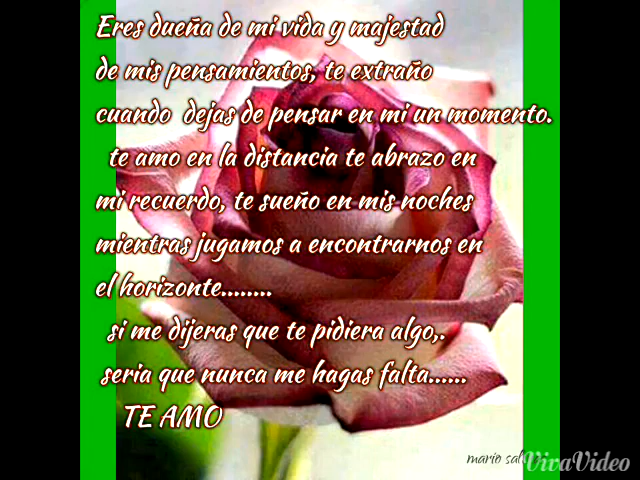 Eres dueña de mi vida y majestad
de mis pensamientos, te extraño
cuando dejas de pensar en mi un momento.
te amo en la distancia te abrazo en
mi recuerdo, te sueño en mis noches
mientras jugamos a encontrarnos en
el horizonte........
si me dijeras que te pidiera algo,.
seria que nunca me hagas falta......
TE AMO
mario
VivaVideo